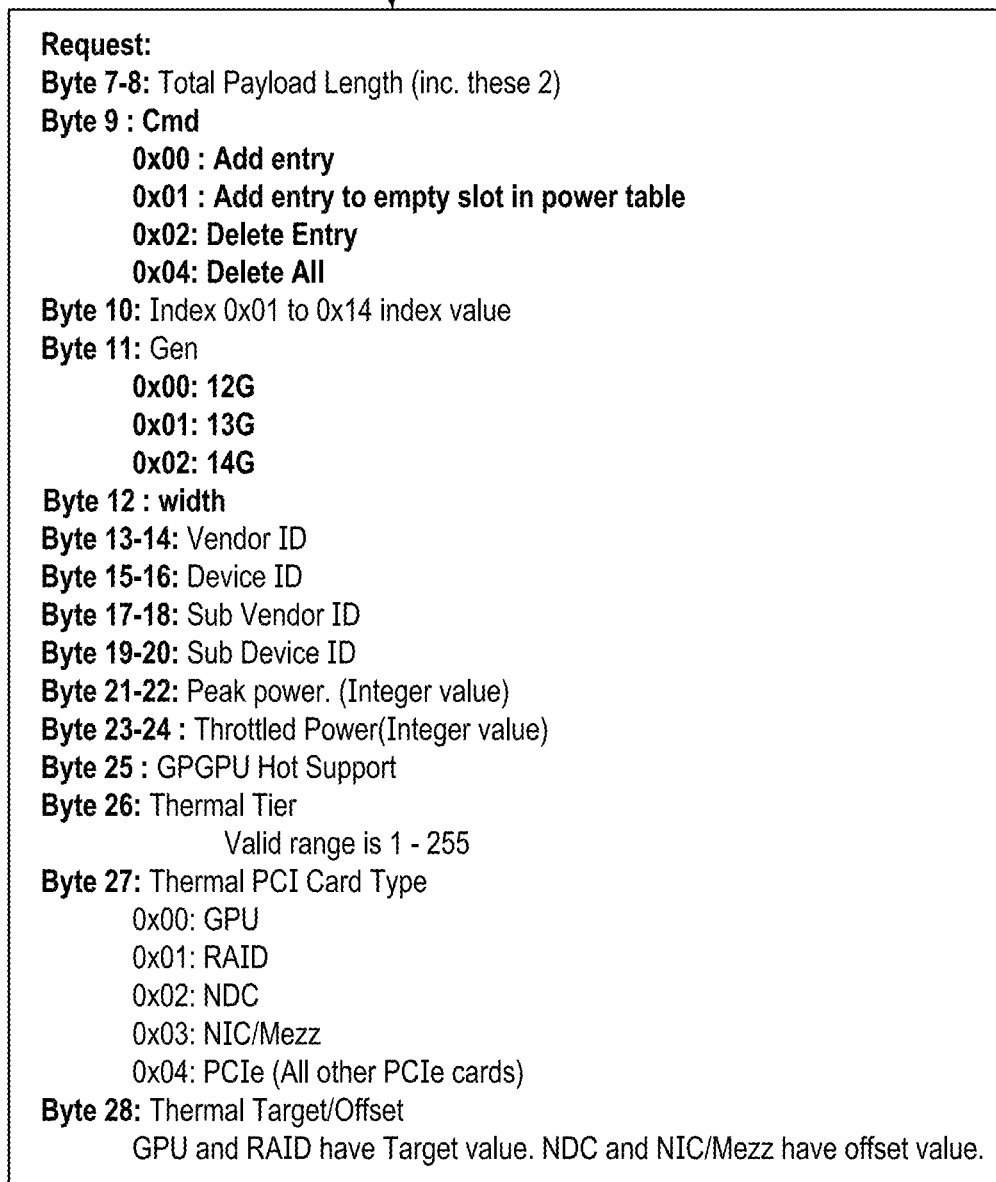 Request:
Byte 7-8: Total Payload Length (inc. these 2)
Byte 9 : Cmd
0x00 : Add entry
0x01 : Add entry to empty slot in power table
0x02: Delete Entry
0x04: Delete All
Byte 10: Index 0x01 to 0x14 index value
Byte 11: Gen
0x00: 12G
0x01: 13G
0x02: 14G
Byte 12 : width
Byte 13-14: Vendor ID
Byte 15-16: Device ID
Byte 17-18: Sub Vendor ID
Byte 19-20: Sub Device ID
Byte 21-22: Peak power. (Integer value)
Byte 23-24 : Throttled Power(Integer value)
Byte 25 : GPGPU Hot Support
Byte 26: Thermal Tier
Valid range is 1 - 255
Byte 27: Thermal PCI Card Type
0x00: GPU
0x01: RAID
0x02: NDC
0x03: NIC/Mezz
0x04: PCIe (All other PCIe cards)
Byte 28: Thermal Target/Offset
GPU and RAID have Target value. NDC and NIC/Mezz have offset value.